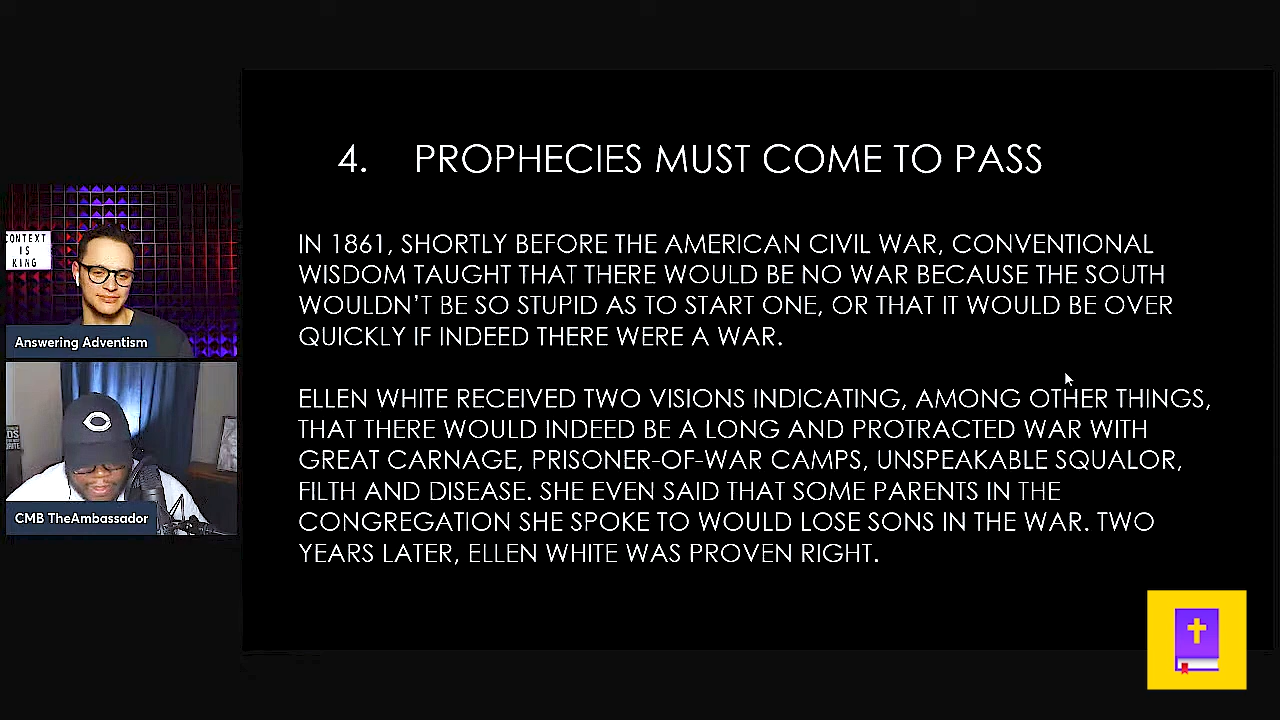 4. PROPHECIES MUST COME TO PASS
IN 1861, SHORTLY BEFORE THE AMERICAN CIVIL WAR, CONVENTIONAL
WISDOM TAUGHT THAT THERE WOULD BE NO WAR BECAUSE THE SOUTH
WOULDN'T BE SO STUPID AS TO START ONE, OR THAT IT WOULD BE OVER
QUICKLY IF INDEED THERE WERE A WAR.
ELLEN WHITE RECEIVED TWO VISIONS INDICATING, AMONG OTHER THINGS,
THAT THERE WOULD INDEED BE A LONG AND PROTRACTED WAR WITH
GREAT CARNAGE, PRISONER-OF-WAR CAMPS, UNSPEAKABLE SQUALOR,
FILTH AND DISEASE. SHE EVEN SAID THAT SOME PARENTS IN THE
CONGREGATION SHE SPOKE TO WOULD LOSE SONS IN THE WAR. TWO
YEARS LATER, ELLEN WHITE WAS PROVEN RIGHT.
CONTEXT
IS
KING
Answering Adventism
C
CMB TheAmbassador